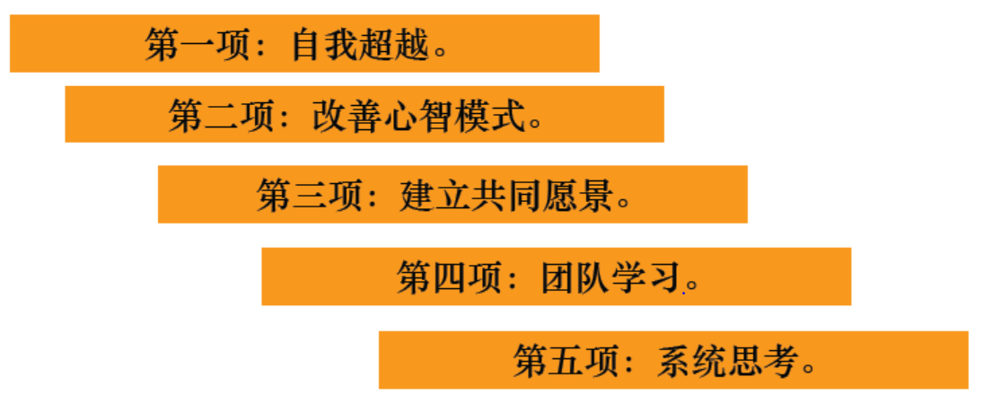 第一项：自我超越。
第二项：改善心智模式。
第三项：建立共同愿景。
第四项：团队学习。
第五项：系统思考。